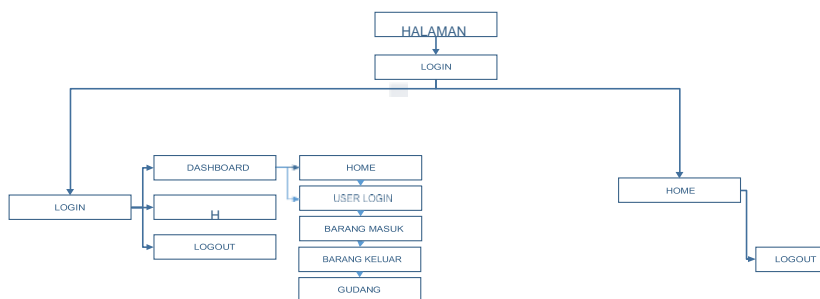 HALAMAN
LOGIN
DASHBOARD
HOME
USER LOGIN
HOME
LOGIN
H
BARANG MASUK
LOGOUT
BARANG KELUAR
LOGOUT
GUDANG